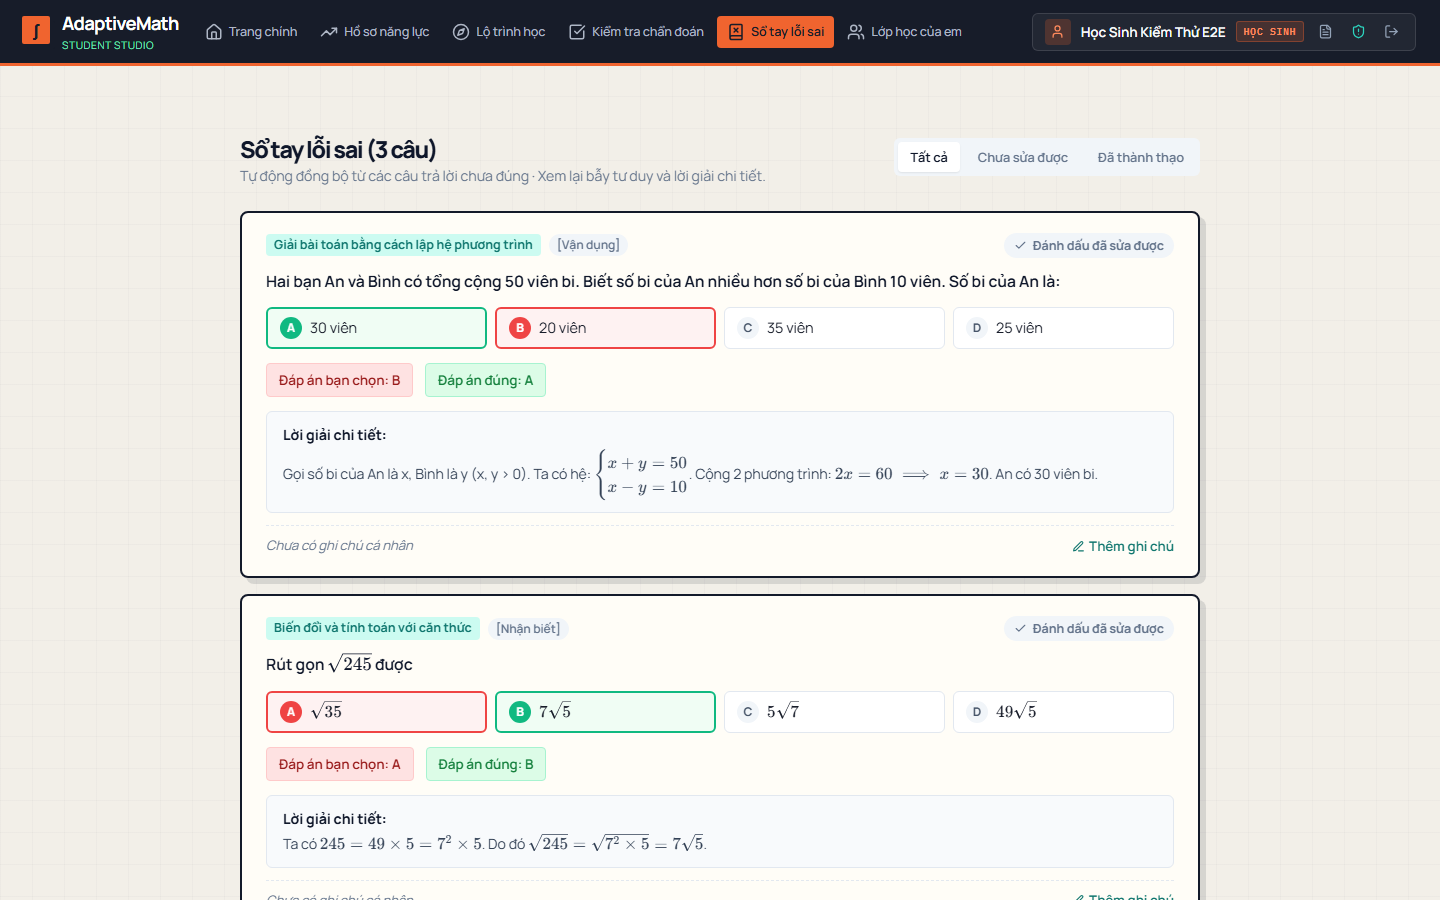 ∫ AdaptiveMath
STUDENT STUDIO
Trang chính
Hồ sơ năng lực
Lộ trình học
Kiểm tra chẩn đoán
Sổ tay lỗi sai
Lớp học của em
Học Sinh Kiểm Thử E2E
HỌC SINH
Sổ tay lỗi sai (3 câu)
Tự động đồng bộ từ các câu trả lời chưa đúng · Xem lại bẫy tư duy và lời giải chi tiết.
Tất cả
Chưa sửa được
Đã thành thạo
Giải bài toán bằng cách lập hệ phương trình
[Vận dụng]
Đánh dấu đã sửa được
Hai bạn An và Bình có tổng cộng 50 viên bi. Biết số bi của An nhiều hơn số bi của Bình 10 viên. Số bi của An là:
A 30 viên
B 20 viên
C 35 viên
D 25 viên
Đáp án bạn chọn: B
Đáp án đúng: A
Lời giải chi tiết:
Gọi số bi của An là x, Bình là y (x, y > 0). Ta có hệ: { x + y = 50 x − y = 10 . Cộng 2 phương trình: 2x = 60 ⟹ x = 30. An có 30 viên bi.
Chưa có ghi chú cá nhân
Thêm ghi chú
Biến đổi và tính toán với căn thức
[Nhận biết]
Đánh dấu đã sửa được
Rút gọn √245 được
A √35
B 7√5
C 5√7
D 49√5
Đáp án bạn chọn: A
Đáp án đúng: B
Lời giải chi tiết:
Ta có 245 = 49 × 5 = 7² × 5. Do đó √245 = √(7² × 5) = 7√5.
Chưa có ghi chú cá nhân
Thêm ghi chú